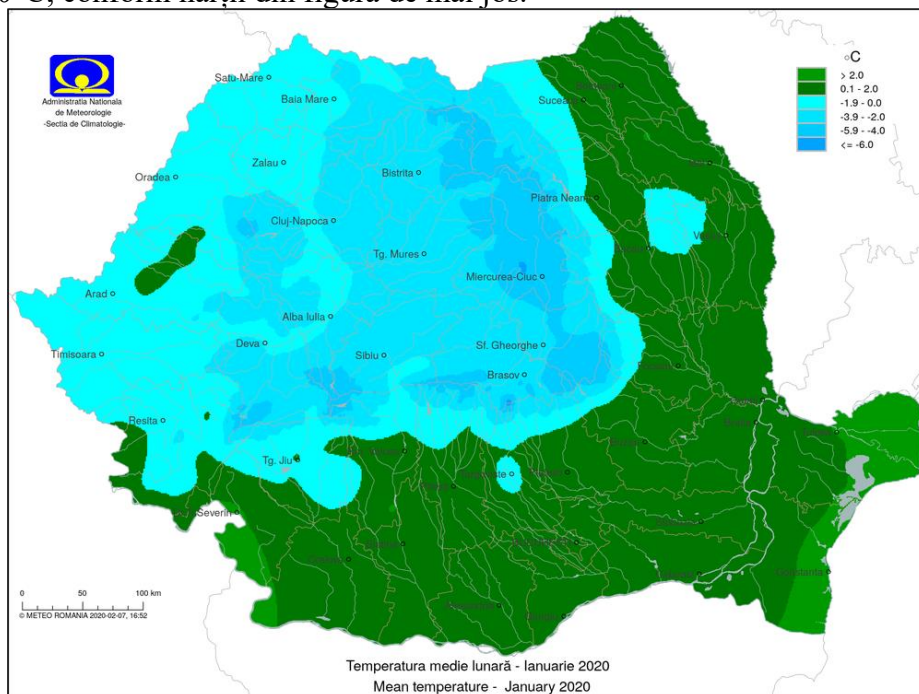 0°C, conform hărții din figura de mai jos.
Administratia Nationala
de Meteorologie
-Sectia de Climatologie-
°C
> 2.0
0.1 - 2.0
-1.9 - 0.0
-3.9 - -2.0
-5.9 - -4.0
<= -6.0
Satu-Mare
Baia Mare
Suceava
Zalau
Oradea
Bistrita
Piatra Neamt
Cluj-Napoca
Tg. Mures
Miercurea-Ciuc
Arad
Alba Iulia
Deva
Timisoara
Sibiu
Sf. Gheorghe
Brasov
Resita
Tg. Jiu
Severin
Constanta
0 50 100 km
© METEO ROMANIA 2020-02-07, 16:52
Temperatura medie lunară - Ianuarie 2020
Mean temperature - January 2020